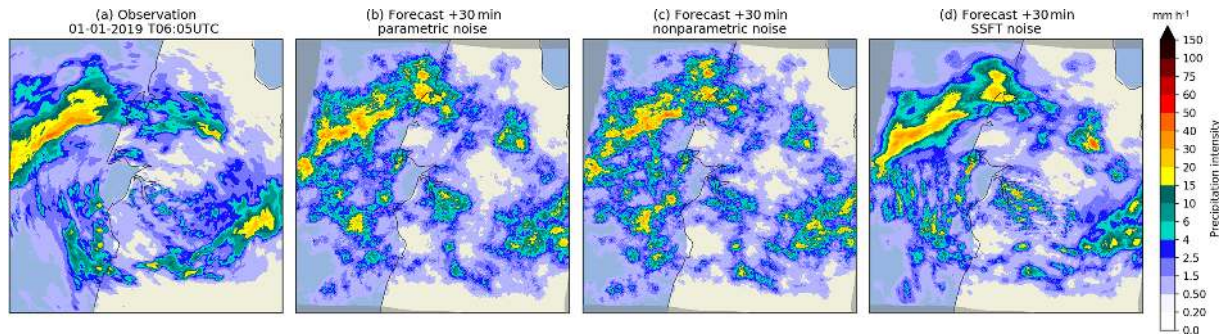 (a) Observation
01-01-2019 T06:05UTC
(b) Forecast +30 min
parametric noise
(c) Forecast +30 min
nonparametric noise
(d) Forecast +30 min
SSFT noise
mm h⁻¹
150
100
75
60
50
40
30
20
15
10
6
4
2.5
1.5
0.50
0.20
0.0
Precipitation intensity